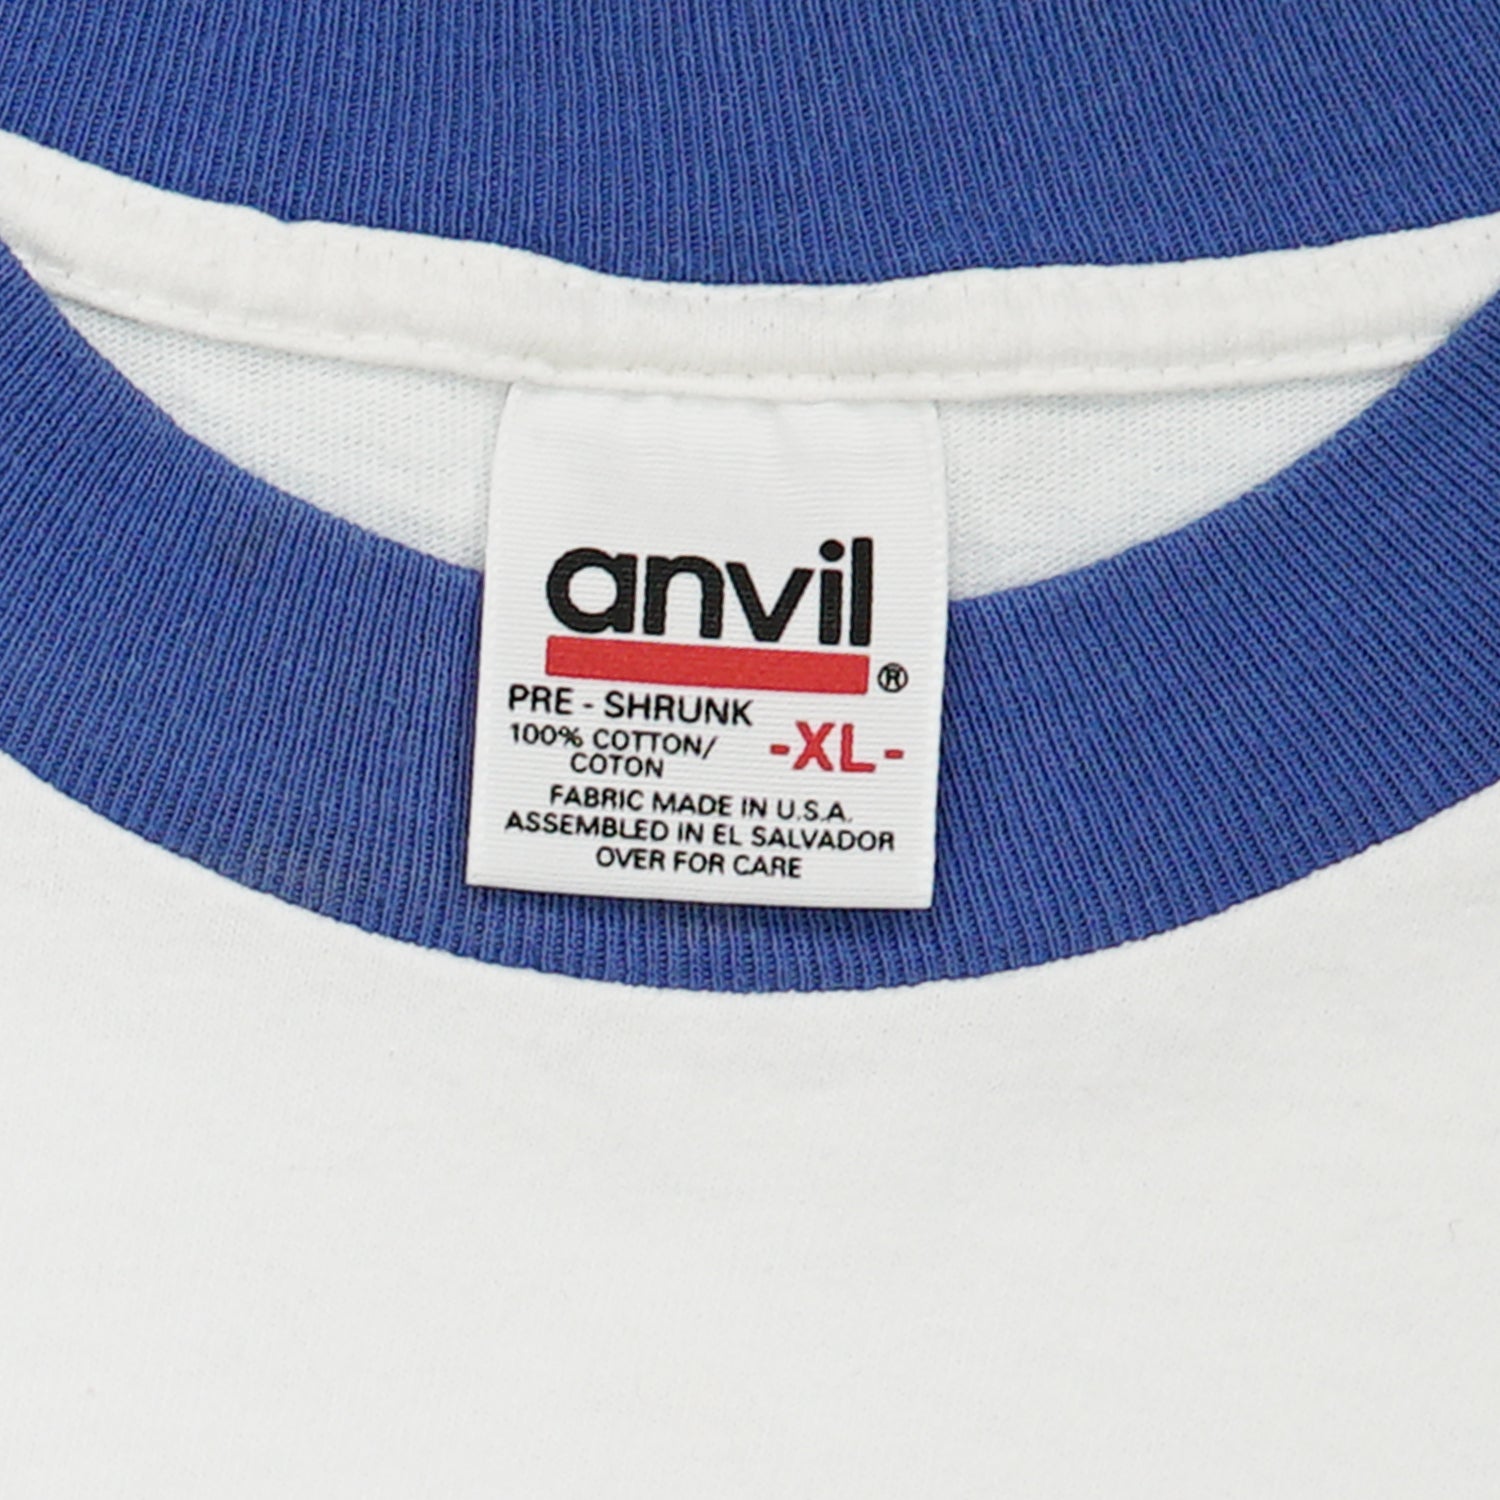 anvil®
PRE - SHRUNK
100% COTTON/
COTON
-XL-
FABRIC MADE IN U.S.A.
ASSEMBLED IN EL SALVADOR
OVER FOR CARE